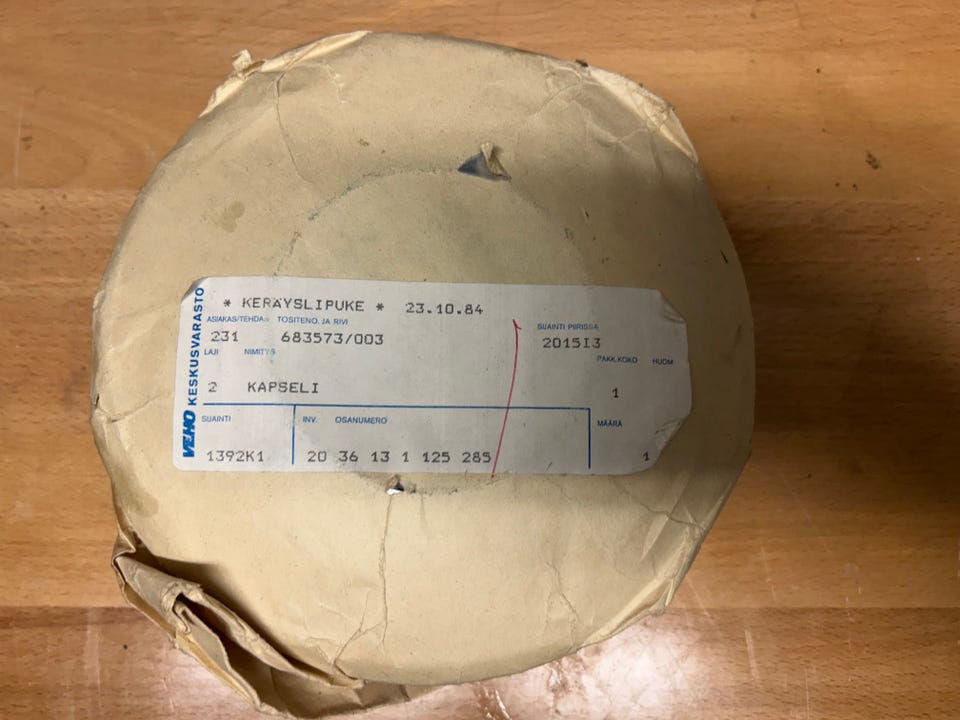 VEHO KESKUSVARASTO
* KERÄYSLIPUKE * 23.10.84
ASIAKAS/TEHDAS TOSITENO. JA RIVI SIJAINTI PIIRISSÄ
231 683573/003 2015I3
LAJI NIMITYS PAKK.KOKO HUOM
2 KAPSELI 1
SIJAINTI INV. OSANUMERO MÄÄRÄ
1392K1 20 36 13 1 125 285 1